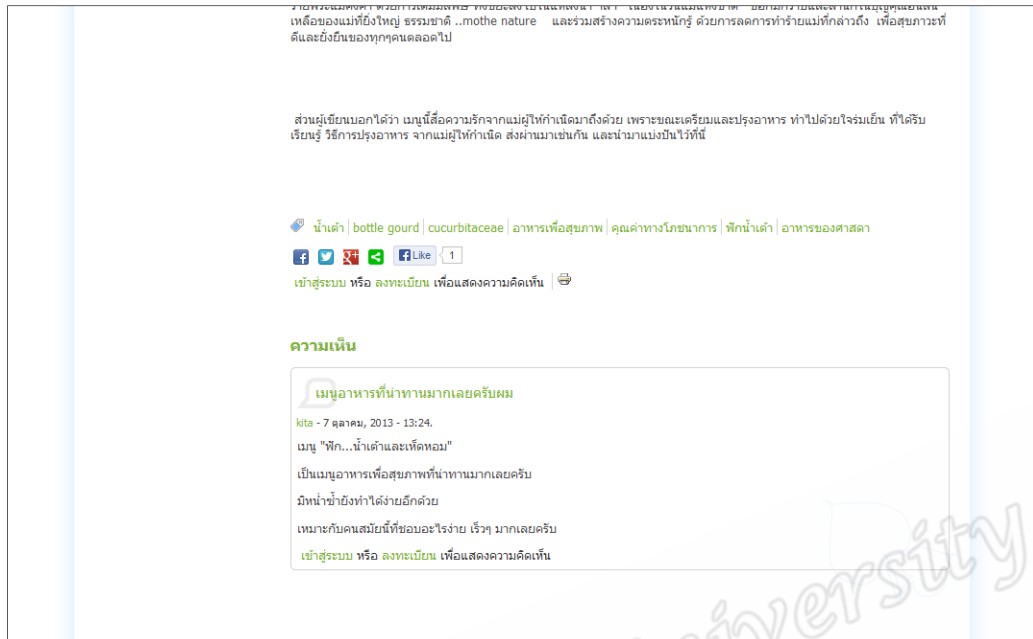 เหลือของแม่ที่ยิ่งใหญ่ ธรรมชาติ ..mothe nature และร่วมสร้างความตระหนักรู้ ด้วยการลดการทำร้ายแม่ที่กล่าวถึง เพื่อสุขภาวะที่
ดีและยั่งยืนของทุกๆคนตลอดไป
ส่วนผู้เขียนบอกได้ว่า เมนูนี้สื่อความรักจากแม่ผู้ให้กำเนิดมาถึงด้วย เพราะขณะเตรียมและปรุงอาหาร ทำไปด้วยใจร่มเย็น ที่ได้รับ
เรียนรู้ วิธีการปรุงอาหาร จากแม่ผู้ให้กำเนิด ส่งผ่านมาเช่นกัน และนำมาแบ่งปันไว้ที่นี่
น้ำเต้า bottle gourd cucurbitaceae อาหารเพื่อสุขภาพ คุณค่าทางโภชนาการ ฟักน้ำเต้า อาหารของศาสดา
Like 1
เข้าสู่ระบบ หรือ ลงทะเบียน เพื่อแสดงความคิดเห็น
ความเห็น
เมนูอาหารที่น่าทานมากเลยครับผม
kita - 7 ตุลาคม, 2013 - 13:24.
เมนู "ฟัก...น้ำเต้าและเห็ดหอม"
เป็นเมนูอาหารเพื่อสุขภาพที่น่าทานมากเลยครับ
มิหน่ำซ้ำยังทำได้ง่ายอีกด้วย
เหมาะกับคนสมัยนี้ที่ชอบอะไรง่าย เร็วๆ มากเลยครับ
เข้าสู่ระบบ หรือ ลงทะเบียน เพื่อแสดงความคิดเห็น